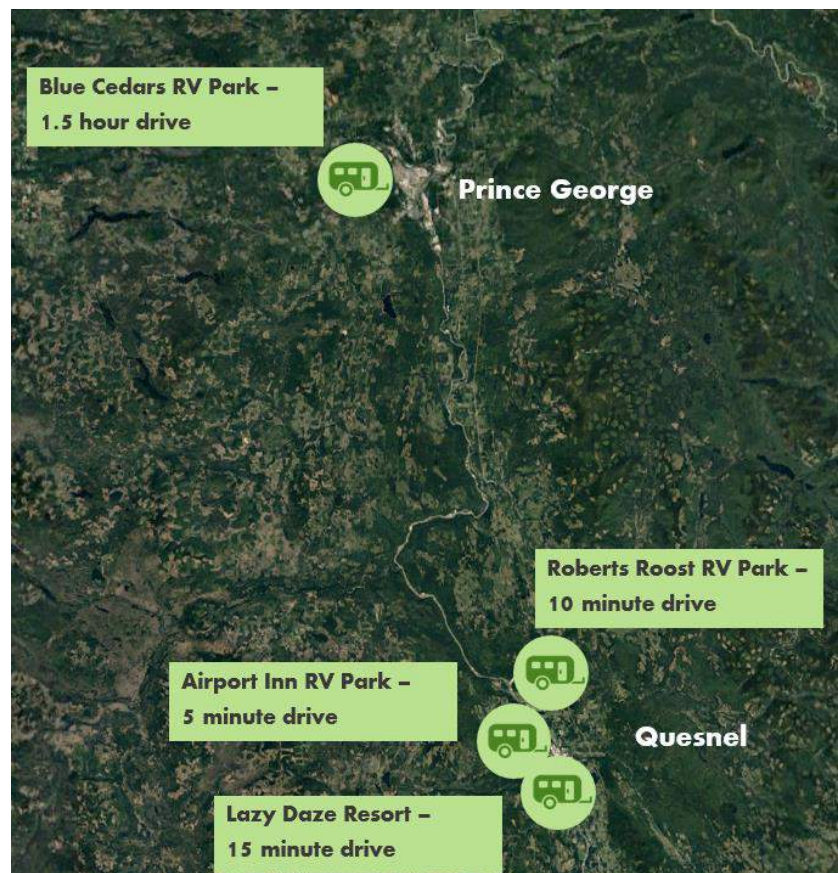 Blue Cedars RV Park –
1.5 hour drive
Prince George
Roberts Roost RV Park –
10 minute drive
Airport Inn RV Park –
5 minute drive
Quesnel
Lazy Daze Resort –
15 minute drive